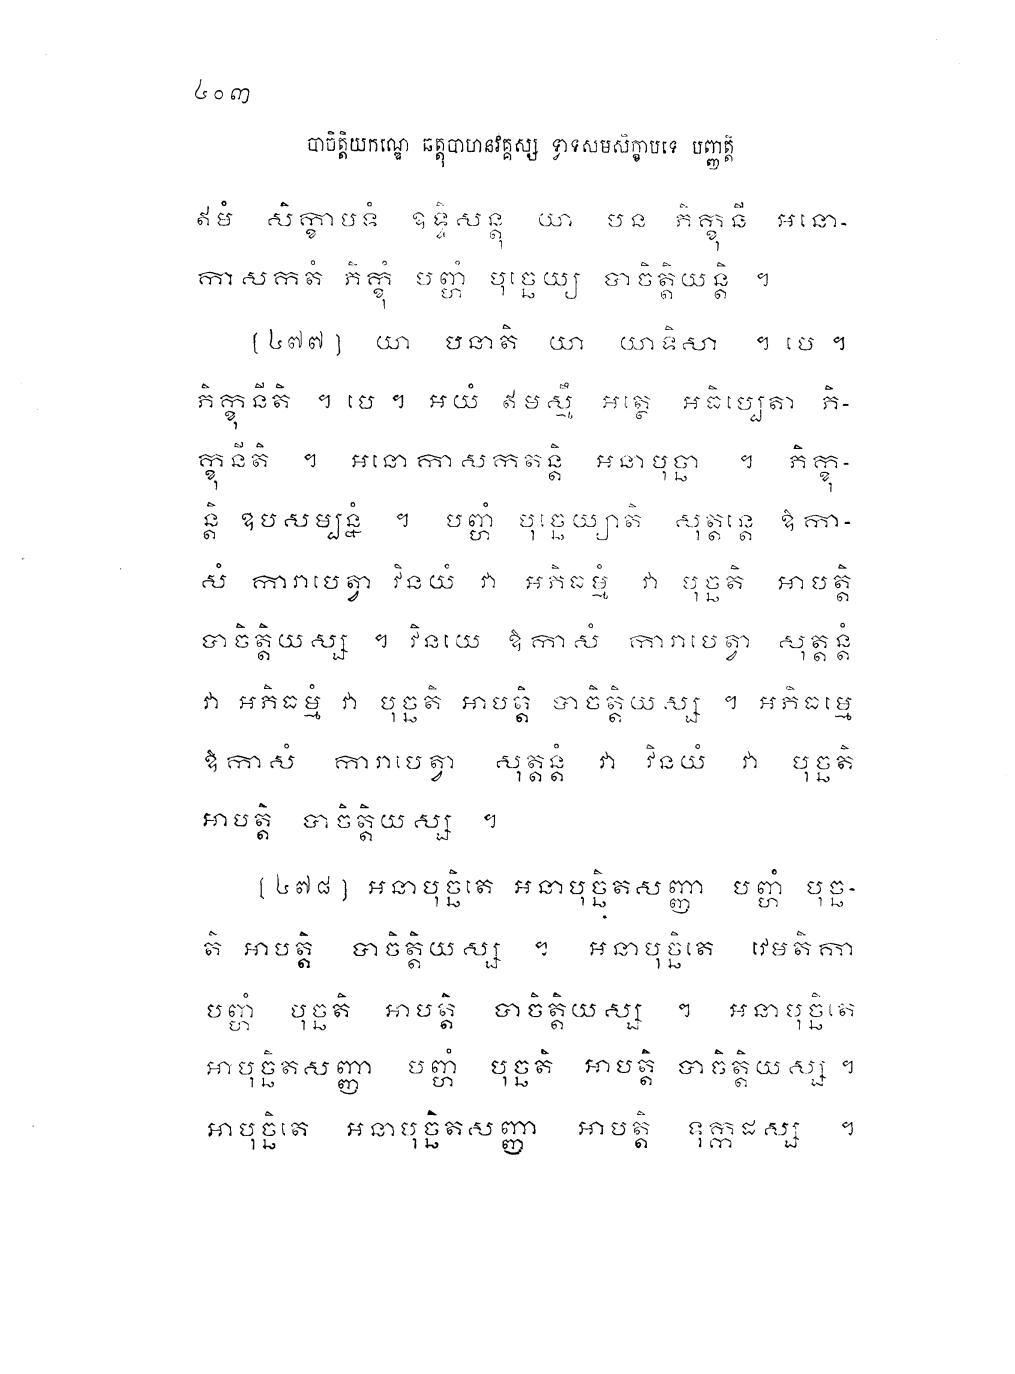 ៤០៣
បាចិត្តិយកណ្ឌេ ឆត្តុបាហនវគ្គស្ស ទ្វាទសមសិក្ខាបទេ បញ្ញត្តិ
ឥមំ សិក្ខាបទំ ឧទ្ទិសន្តុ យា បន ភិក្ខុនី អនោ-
កាសកតំ ភិក្ខុំ បញ្ហំ បុច្ឆេយ្យ បាចិត្តិយន្តិ ។
(៤៧៧) យា បនាតិ យា យាទិសា ។ បេ ។
ភិក្ខុនីតិ ។ បេ ។ អយំ ឥមស្មឹ អត្ថេ អធិប្បេតា ភិ-
ក្ខុនីតិ ។ អនោកាសកតន្តិ អនាបុច្ឆា ។ ភិក្ខុ-
ន្តិ ឧបសម្បន្នំ ។ បញ្ហំ បុច្ឆេយ្យាតិ សុត្តន្តេ ឱកា-
សំ ការាបេត្វា វិនយំ វា អភិធម្មំ វា បុច្ឆតិ អាបត្តិ
បាចិត្តិយស្ស ។ វិនយេ ឱកាសំ ការាបេត្វា សុត្តន្តំ
វា អភិធម្មំ វា បុច្ឆតិ អាបត្តិ បាចិត្តិយស្ស ។ អភិធម្មេ
ឱកាសំ ការាបេត្វា សុត្តន្តំ វា វិនយំ វា បុច្ឆតិ
អាបត្តិ បាចិត្តិយស្ស ។
(៤៧៨) អនាបុច្ឆិតេ អនាបុច្ឆិតសញ្ញា បញ្ហំ បុច្ឆ-
តិ អាបត្តិ បាចិត្តិយស្ស ។ អនាបុច្ឆិតេ វេមតិកា
បញ្ហំ បុច្ឆតិ អាបត្តិ បាចិត្តិយស្ស ។ អនាបុច្ឆិតេ
អាបុច្ឆិតសញ្ញា បញ្ហំ បុច្ឆតិ អាបត្តិ បាចិត្តិយស្ស ។
អាបុច្ឆិតេ អនាបុច្ឆិតសញ្ញា អាបត្តិ ទុក្កដស្ស ។